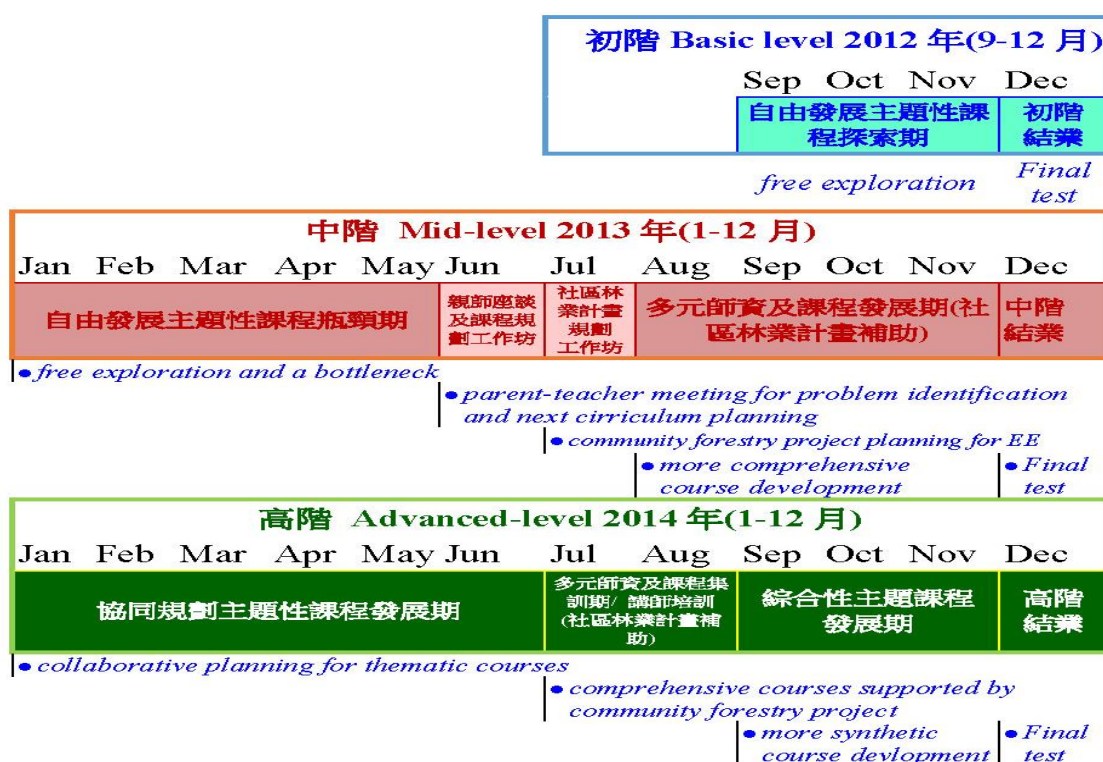 初階 Basic level 2012 年(9-12 月)
Sep Oct Nov Dec
自由發展主題性課
程探索期
初階
結業
free exploration
Final
test
中階 Mid-level 2013 年(1-12 月)
Jan Feb Mar Apr May Jun Jul Aug Sep Oct Nov Dec
自由發展主題性課程瓶頸期
親師座談
及課程規
劃工作坊
社區林
業計畫
規劃
工作坊
多元師資及課程發展期(社
區林業計畫補助)
中階
結業
• free exploration and a bottleneck
• parent-teacher meeting for problem identification
and next cirriculum planning
• community forestry project planning for EE
• more comprehensive
course development
• Final
test
高階 Advanced-level 2014 年(1-12 月)
Jan Feb Mar Apr May Jun Jul Aug Sep Oct Nov Dec
協同規劃主題性課程發展期
多元師資及課程集
訓期/ 講師培訓
(社區林業計畫補
助)
綜合性主題課程
發展期
高階
結業
• collaborative planning for thematic courses
• comprehensive courses supported by
community forestry project
• more synthetic
course devlopment
• Final
test